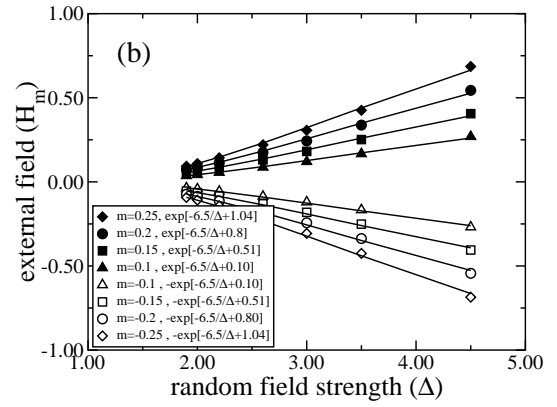 1.00
(b)
0.50
0.00
-0.50
-1.00
external field (H_m)
m=0.25, exp[-6.5/Δ+1.04]
m=0.2 , exp[-6.5/Δ+0.8]
m=0.15 , exp[-6.5/Δ+0.51]
m=0.1 , exp[-6.5/Δ+0.10]
m=-0.1 , -exp[-6.5/Δ+0.10]
m=-0.15 , -exp[-6.5/Δ+0.51]
m=-0.2 , -exp[-6.5/Δ+0.80]
m=-0.25 , -exp[-6.5/Δ+1.04]
1.00 2.00 3.00 4.00 5.00
random field strength (Δ)